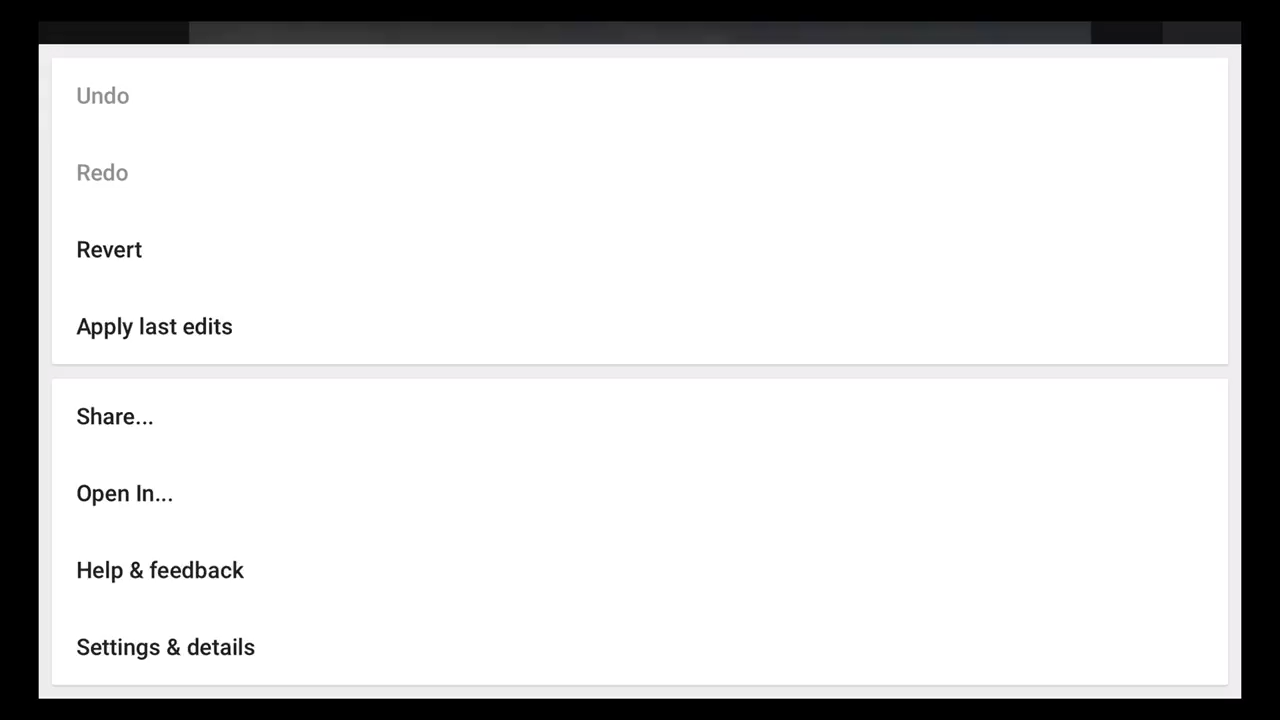 Undo
Redo
Revert
Apply last edits
Share...
Open In...
Help & feedback
Settings & details